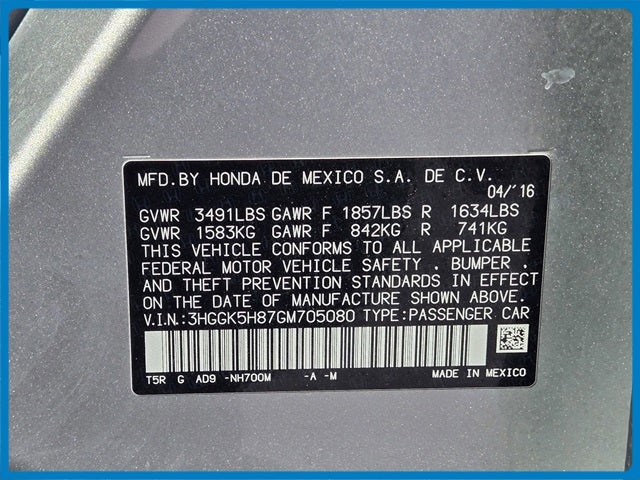 MFD.BY HONDA DE MEXICO S.A. DE C.V.
04/'16
GVWR 3491LBS GAWR F 1857LBS R 1634LBS
GVWR 1583KG GAWR F 842KG R 741KG
THIS VEHICLE CONFORMS TO ALL APPLICABLE
FEDERAL MOTOR VEHICLE SAFETY , BUMPER ,
AND THEFT PREVENTION STANDARDS IN EFFECT
ON THE DATE OF MANUFACTURE SHOWN ABOVE.
V.I.N.:3HGGK5H87GM705080 TYPE:PASSENGER CAR
T5R G AD9 -NH700M -A -M MADE IN MEXICO